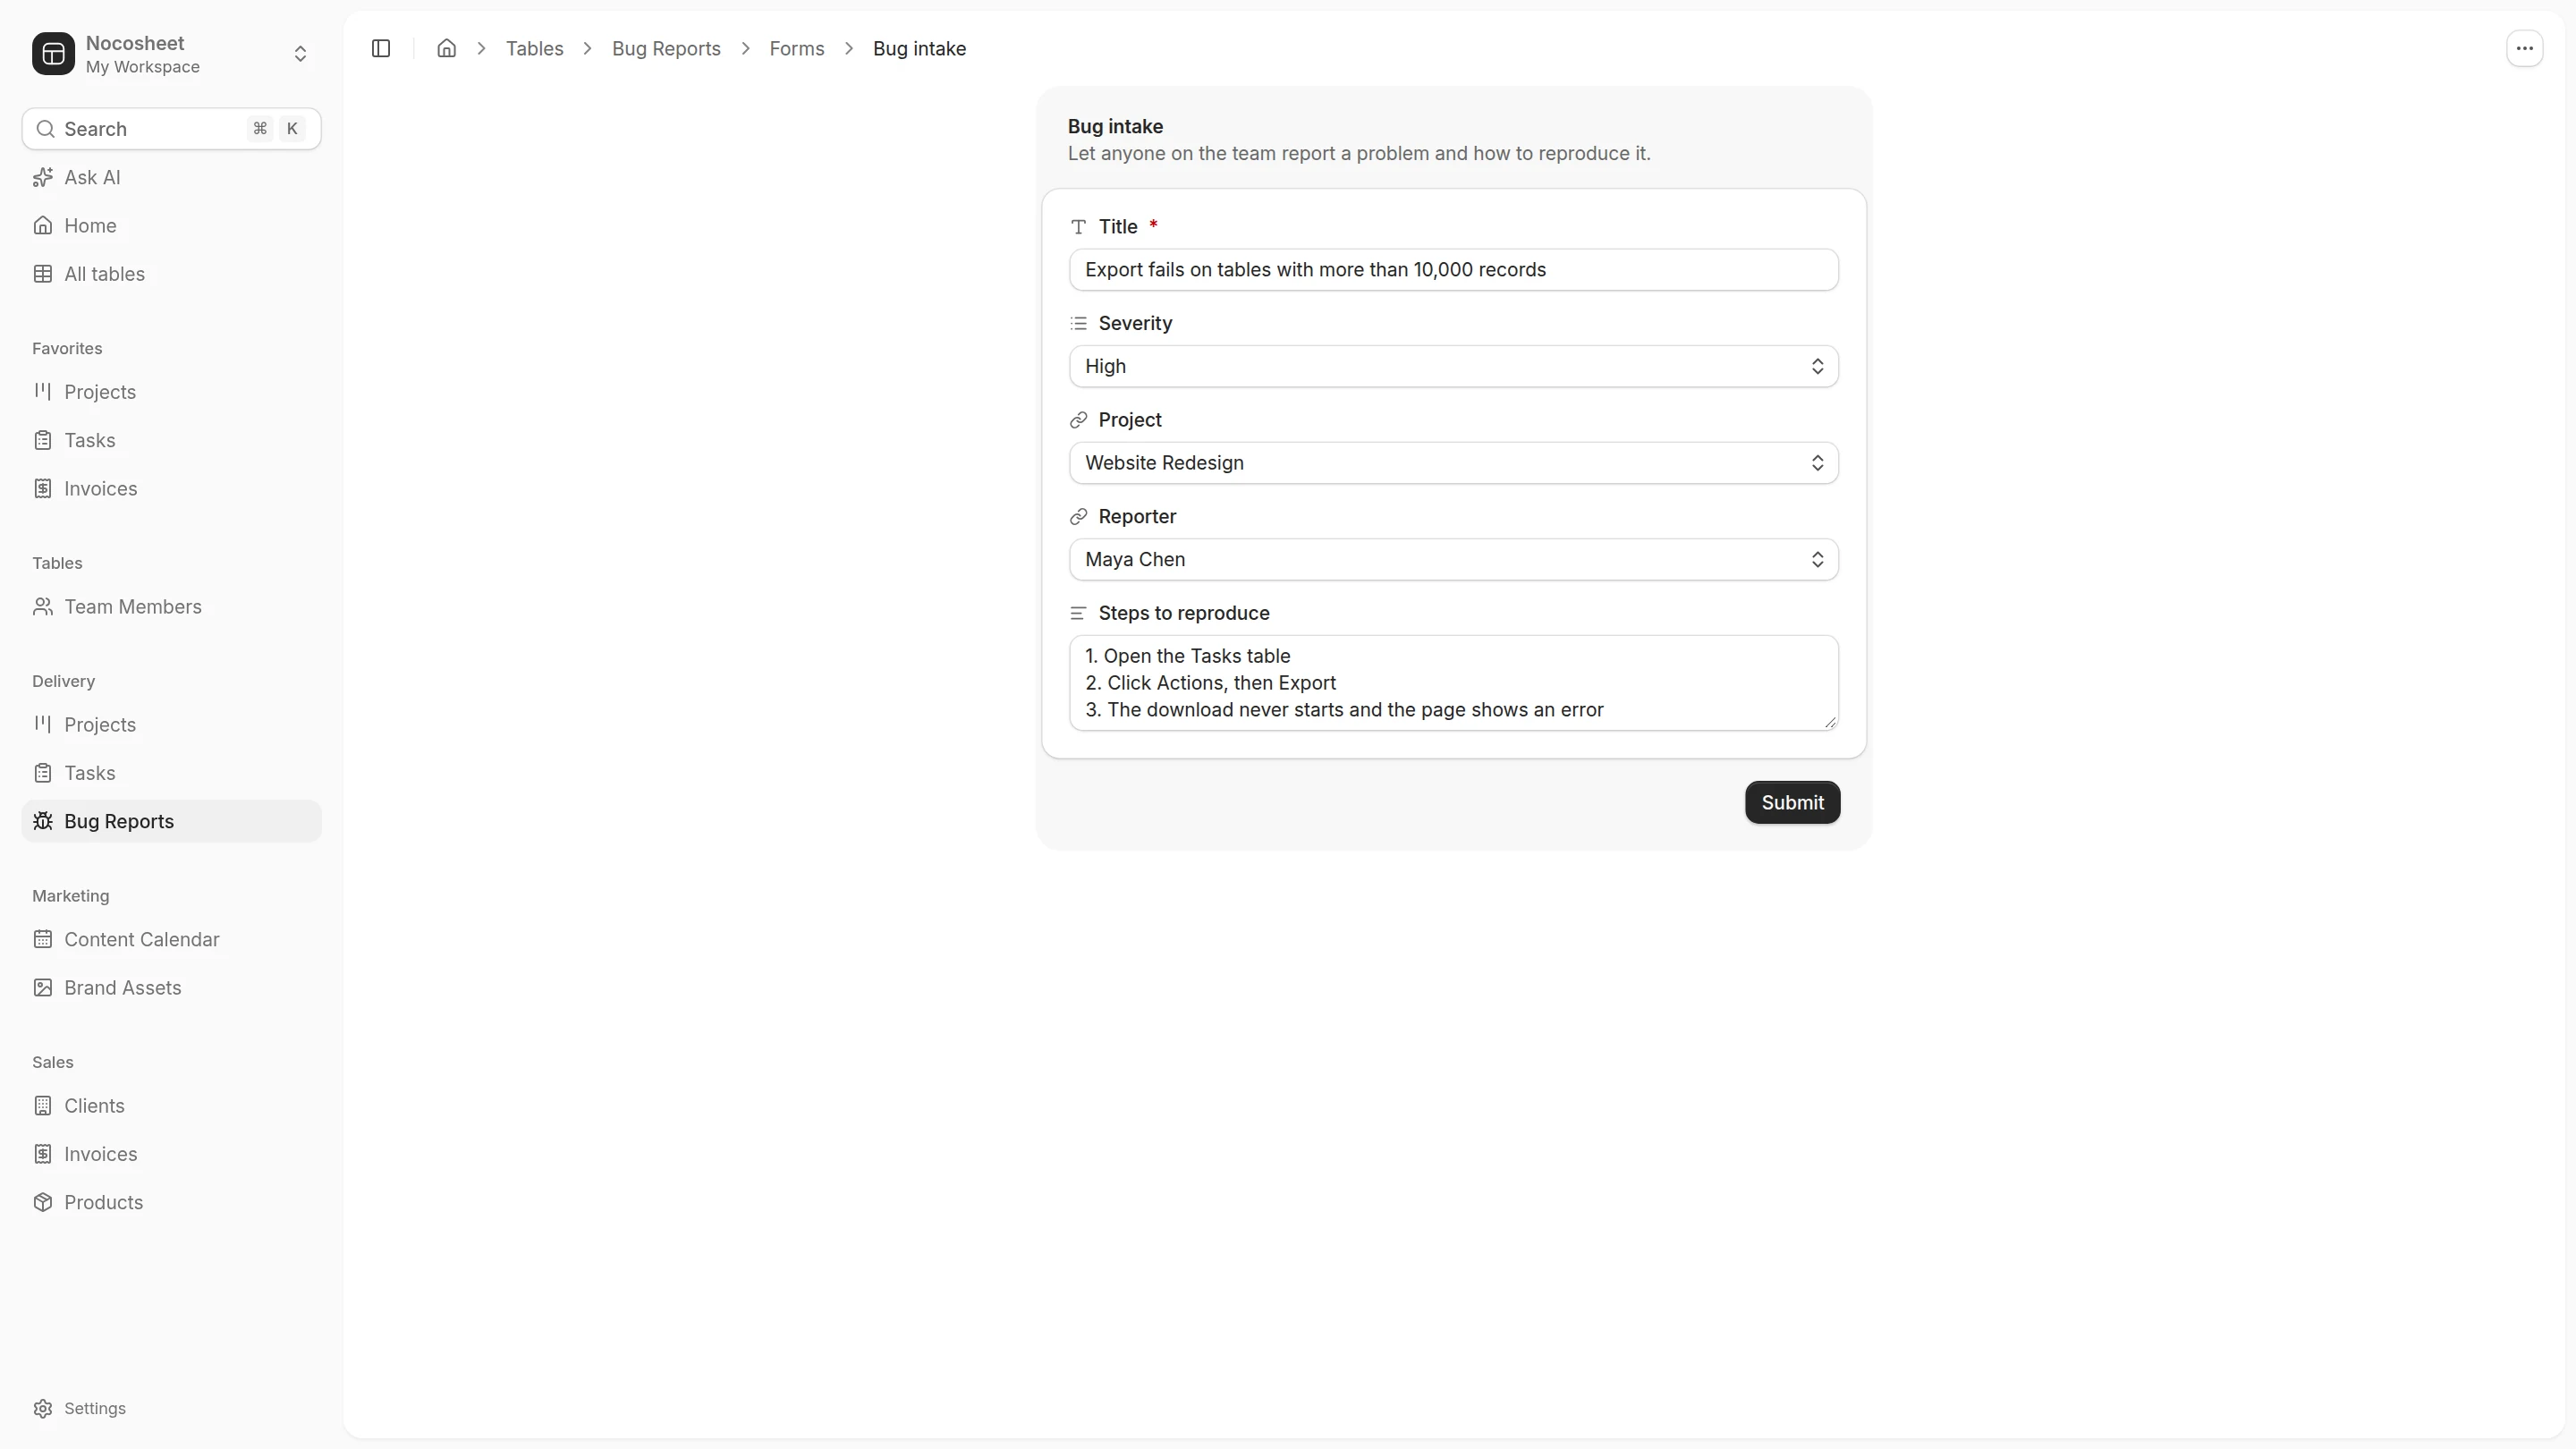 Nocosheet
My Workspace
Search ⌘ K
Ask AI
Home
All tables
Favorites
Projects
Tasks
Invoices
Tables
Team Members
Delivery
Projects
Tasks
Bug Reports
Marketing
Content Calendar
Brand Assets
Sales
Clients
Invoices
Products
Settings
Tables Bug Reports Forms Bug intake
Bug intake
Let anyone on the team report a problem and how to reproduce it.
Title *
Export fails on tables with more than 10,000 records
Severity
High
Project
Website Redesign
Reporter
Maya Chen
Steps to reproduce
1. Open the Tasks table
2. Click Actions, then Export
3. The download never starts and the page shows an error
Submit